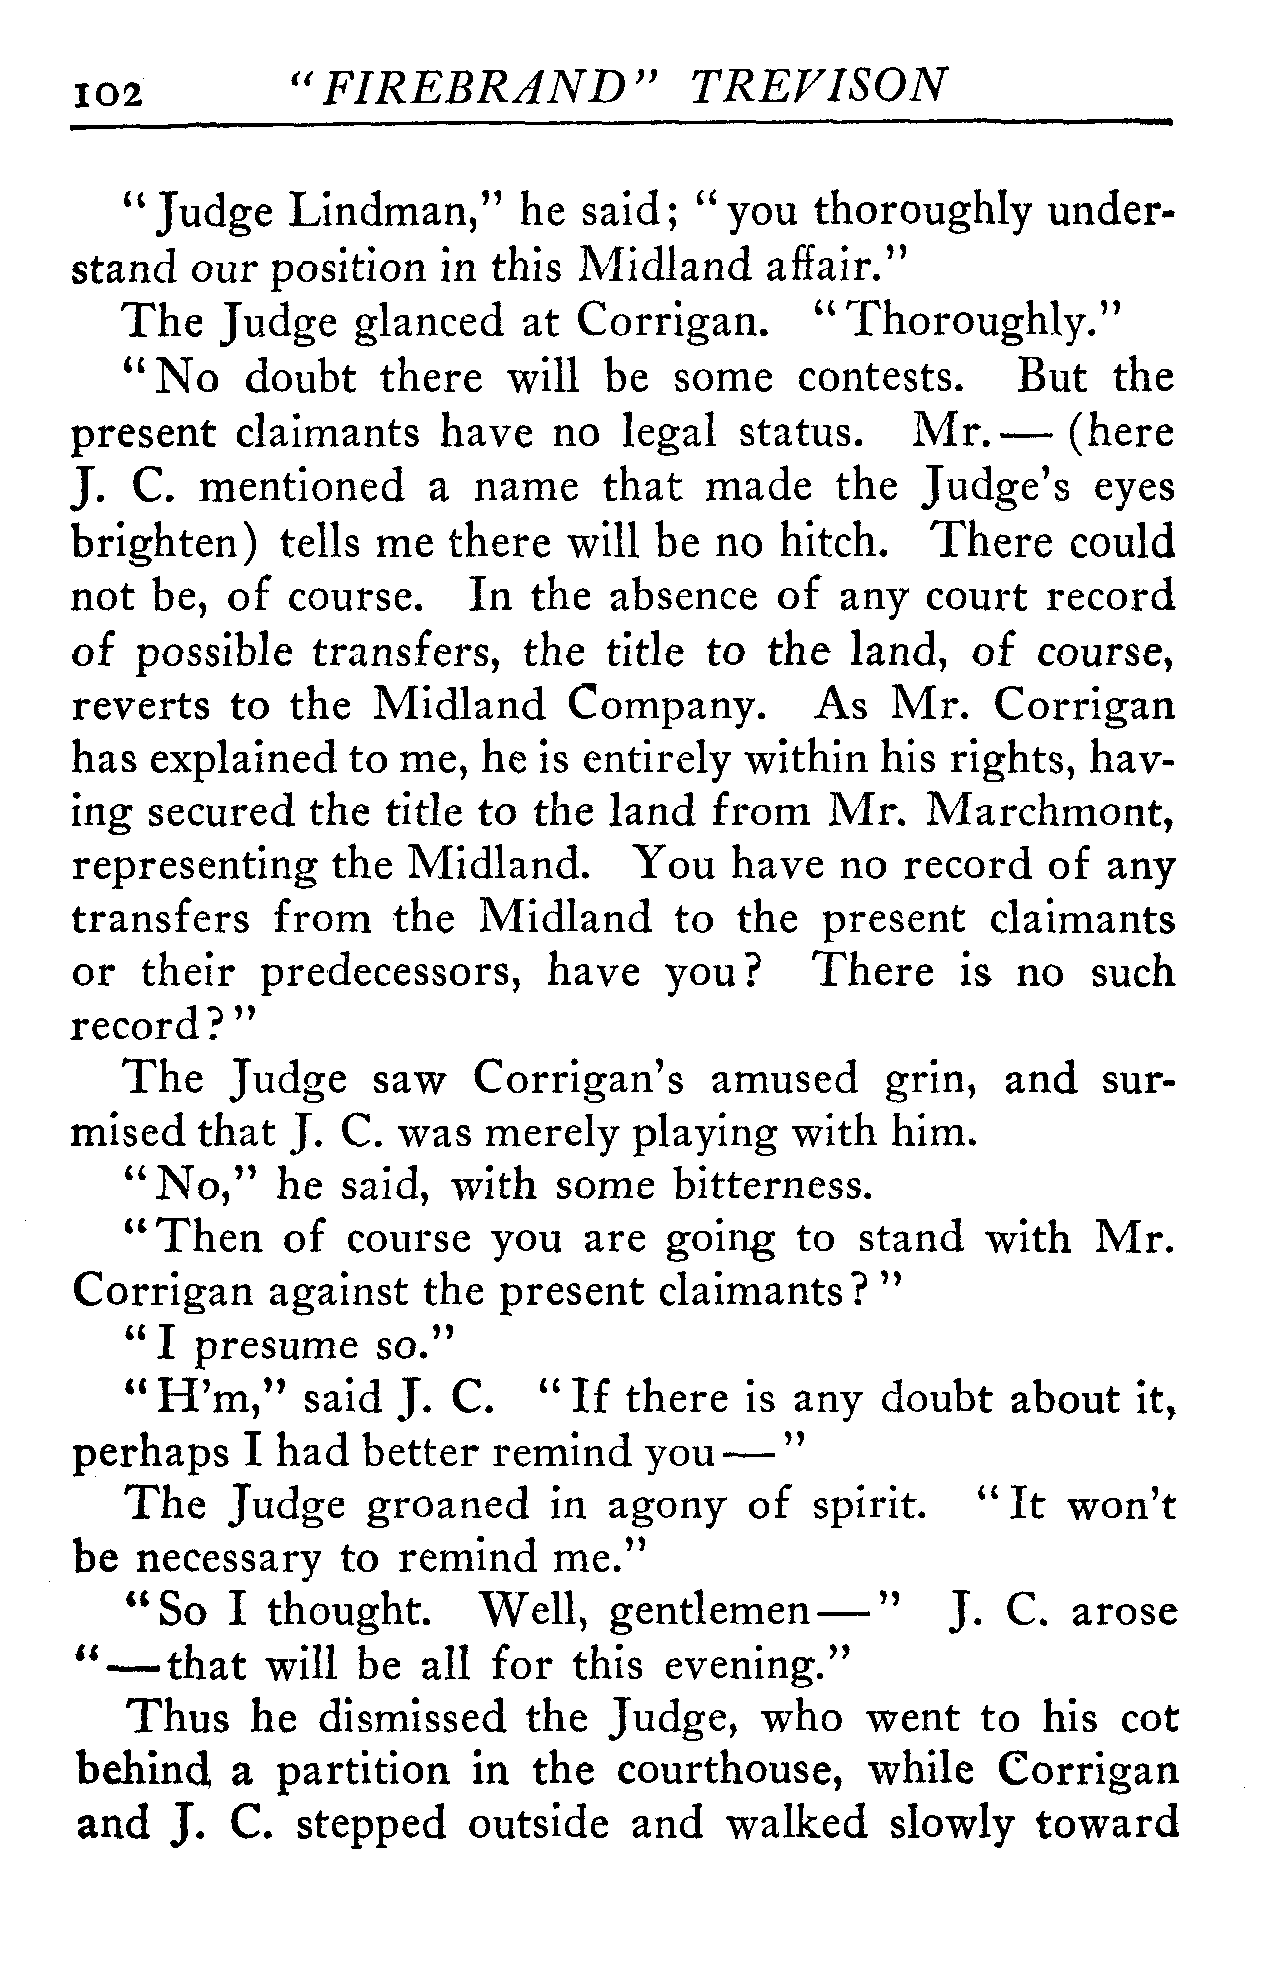 102 "FIREBRAND" TREVISON
"Judge Lindman," he said; "you thoroughly under-
stand our position in this Midland affair."
The Judge glanced at Corrigan. "Thoroughly."
"No doubt there will be some contests. But the
present claimants have no legal status. Mr.— (here
J. C. mentioned a name that made the Judge's eyes
brighten) tells me there will be no hitch. There could
not be, of course. In the absence of any court record
of possible transfers, the title to the land, of course,
reverts to the Midland Company. As Mr. Corrigan
has explained to me, he is entirely within his rights, hav-
ing secured the title to the land from Mr. Marchmont,
representing the Midland. You have no record of any
transfers from the Midland to the present claimants
or their predecessors, have you? There is no such
record?"
The Judge saw Corrigan's amused grin, and sur-
mised that J. C. was merely playing with him.
"No," he said, with some bitterness.
"Then of course you are going to stand with Mr.
Corrigan against the present claimants?"
"I presume so."
"H'm," said J. C. "If there is any doubt about it,
perhaps I had better remind you—"
The Judge groaned in agony of spirit. "It won't
be necessary to remind me."
"So I thought. Well, gentlemen—" J. C. arose
"—that will be all for this evening."
Thus he dismissed the Judge, who went to his cot
behind a partition in the courthouse, while Corrigan
and J. C. stepped outside and walked slowly toward